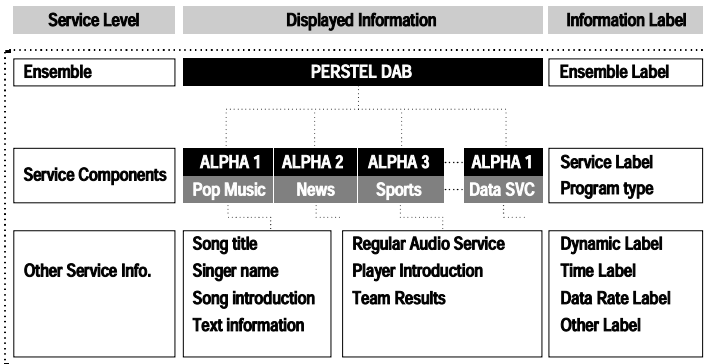 Service Level Displayed Information Information Label
Ensemble PERSTEL DAB Ensemble Label
ALPHA 1 ALPHA 2 ALPHA 3 ALPHA 1 Service Label
Service Components
Pop Music News Sports Data SVC Program type
Song title Regular Audio Service Dynamic Label
Other Service Info. Singer name Player Introduction Time Label
Song introduction Team Results Data Rate Label
Text information Other Label